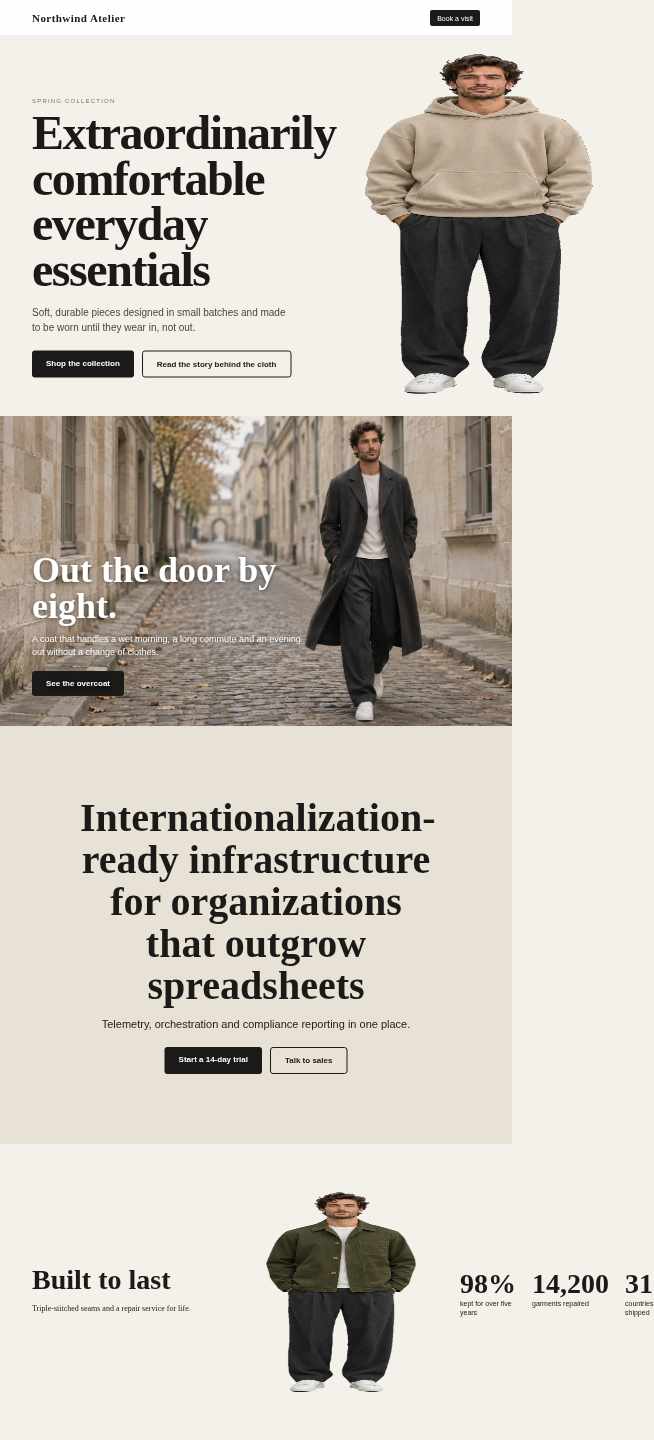 Northwind Atelier
Book a visit
SPRING COLLECTION
Extraordinarily
comfortable
everyday
essentials
Soft, durable pieces designed in small batches and made
to be worn until they wear in, not out.
Shop the collection
Read the story behind the cloth
Out the door by
eight.
A coat that handles a wet morning, a long commute and an evening
out without a change of clothes.
See the overcoat
Internationalization-
ready infrastructure
for organizations
that outgrow
spreadsheets
Telemetry, orchestration and compliance reporting in one place.
Start a 14-day trial
Talk to sales
Built to last
Triple-stitched seams and a repair service for life.
98%
kept for over five
years
14,200
garments repaired
31
countries
shipped